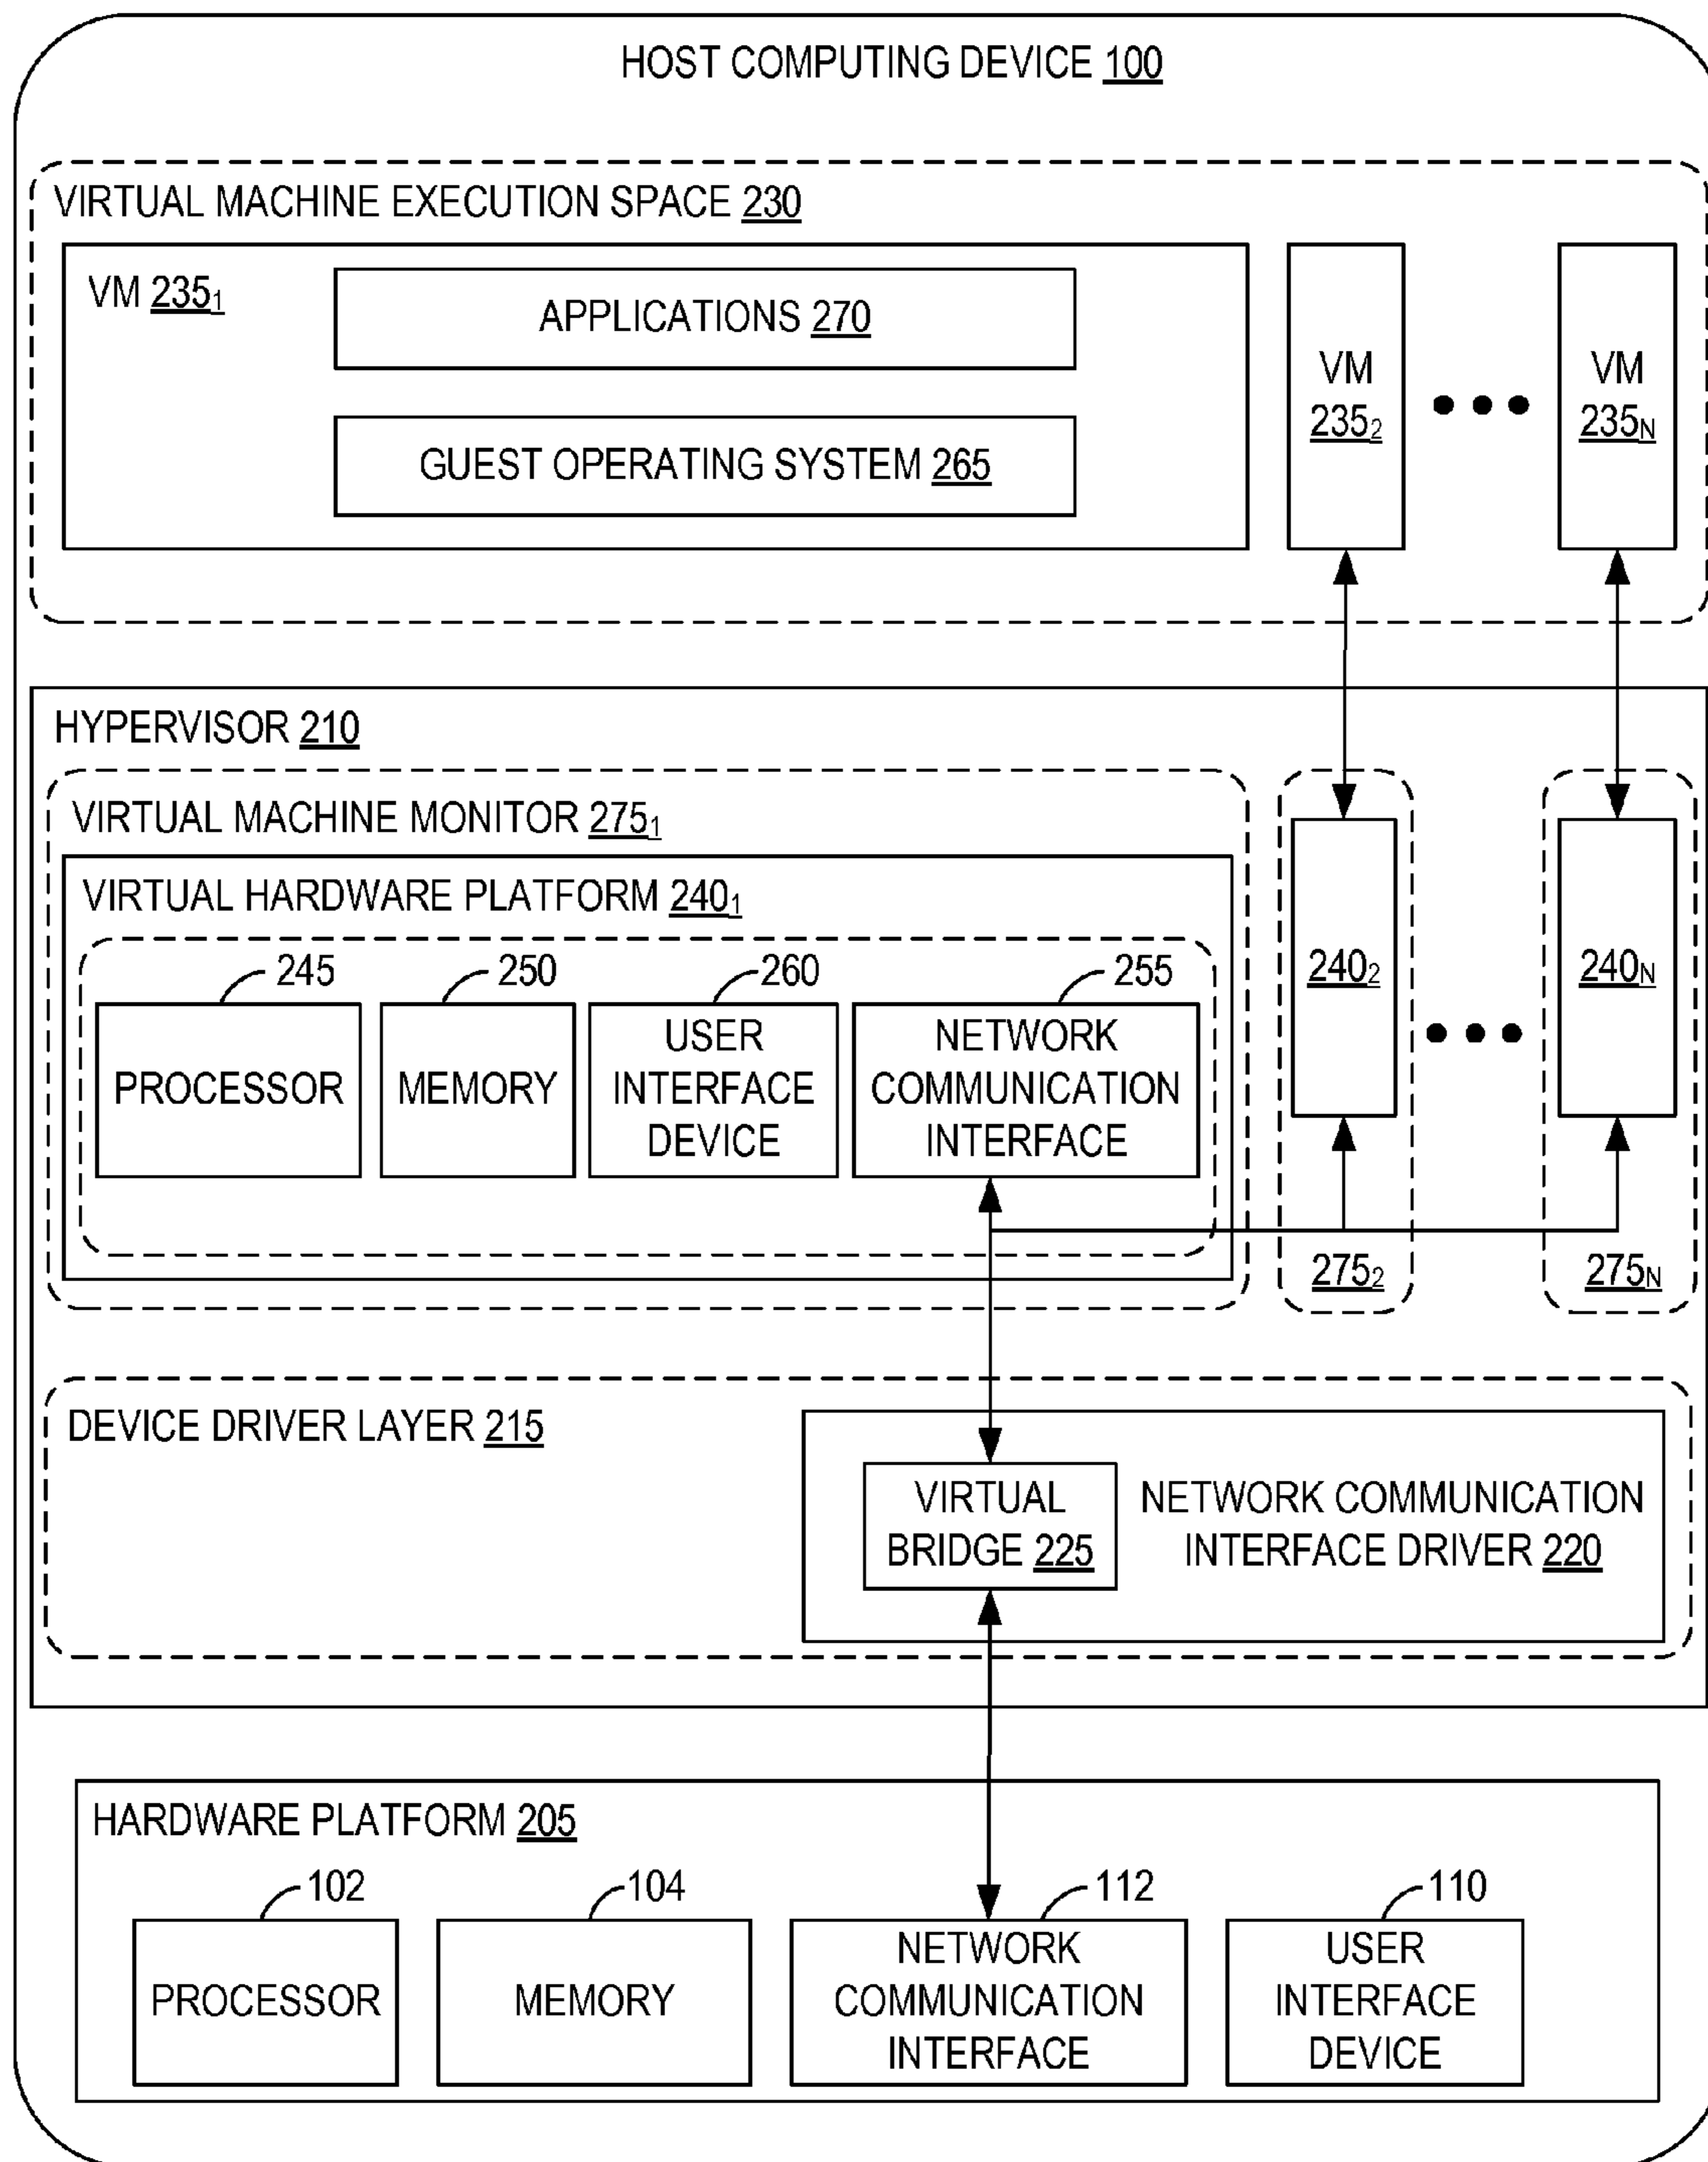 HOST COMPUTING DEVICE 100
VIRTUAL MACHINE EXECUTION SPACE 230
VM 235₁
APPLICATIONS 270
GUEST OPERATING SYSTEM 265
VM
235₂
VM
235N
HYPERVISOR 210
VIRTUAL MACHINE MONITOR 275₁
VIRTUAL HARDWARE PLATFORM 240₁
245
250
260
255
PROCESSOR
MEMORY
USER
INTERFACE
DEVICE
NETWORK
COMMUNICATION
INTERFACE
240₂
240N
275₂
275N
DEVICE DRIVER LAYER 215
VIRTUAL
BRIDGE 225
NETWORK COMMUNICATION
INTERFACE DRIVER 220
HARDWARE PLATFORM 205
102
104
112
110
PROCESSOR
MEMORY
NETWORK
COMMUNICATION
INTERFACE
USER
INTERFACE
DEVICE